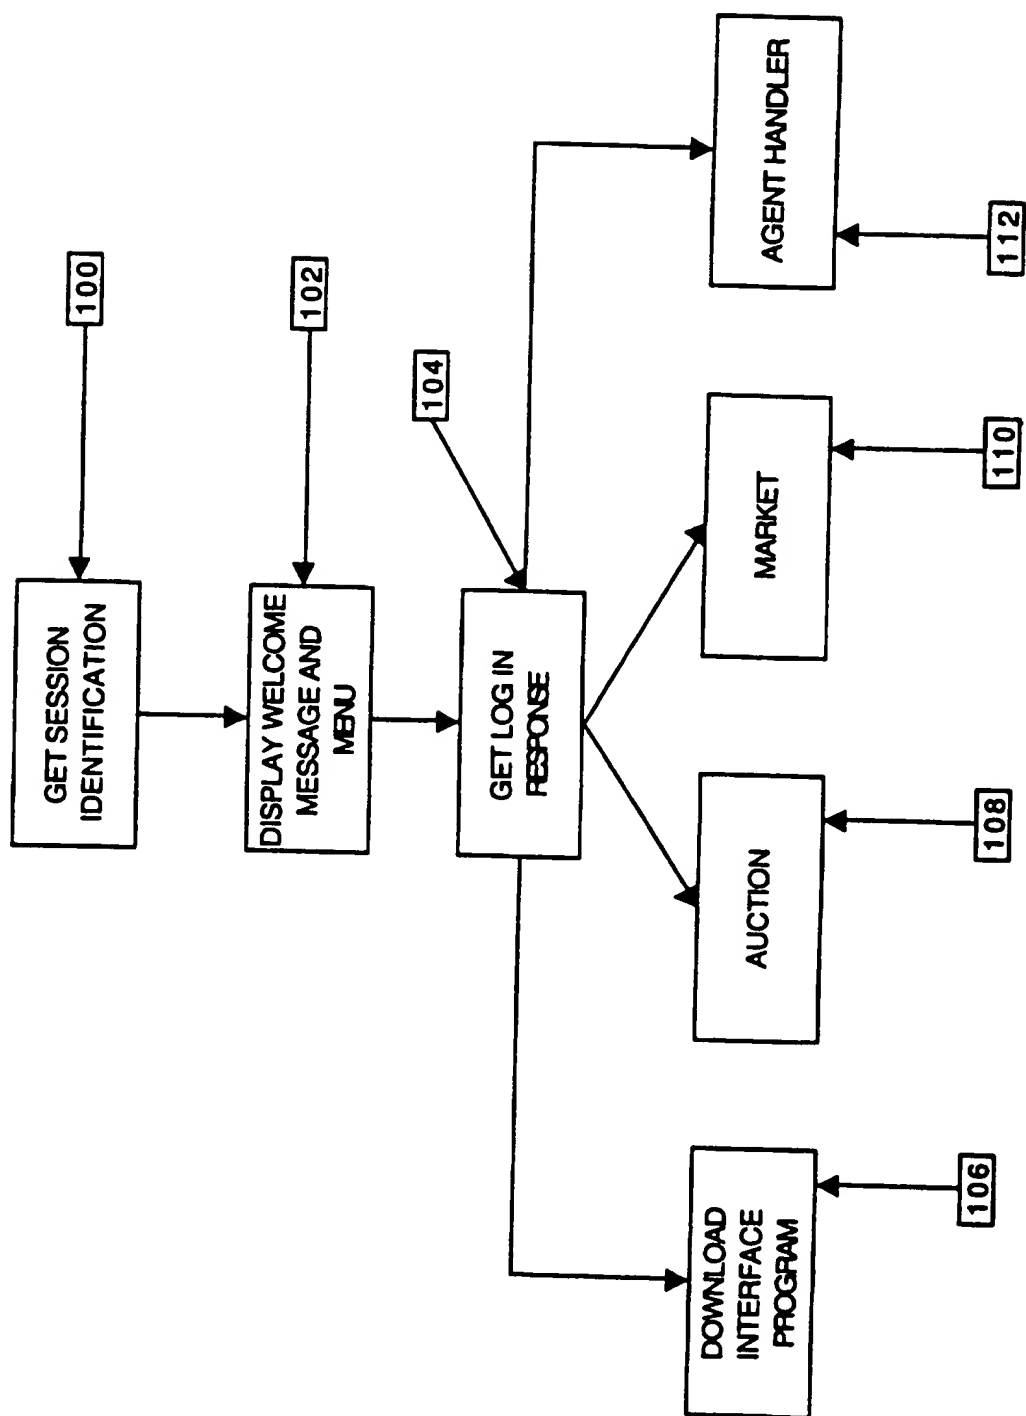 GET SESSION
IDENTIFICATION
100
DISPLAY WELCOME
MESSAGE AND
MENU
102
GET LOG IN
RESPONSE
104
DOWNLOAD
INTERFACE
PROGRAM
106
AUCTION
108
MARKET
110
AGENT HANDLER
112